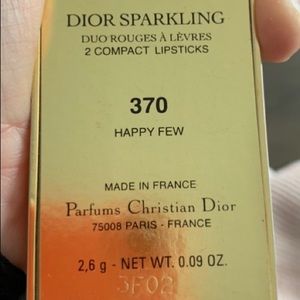 DIOR SPARKLING
DUO ROUGES À LÈVRES
2 COMPACT LIPSTICKS
370
HAPPY FEW
MADE IN FRANCE
Parfums Christian Dior
75008 PARIS - FRANCE
2,6 g - NET WT. 0.09 OZ.
3F02